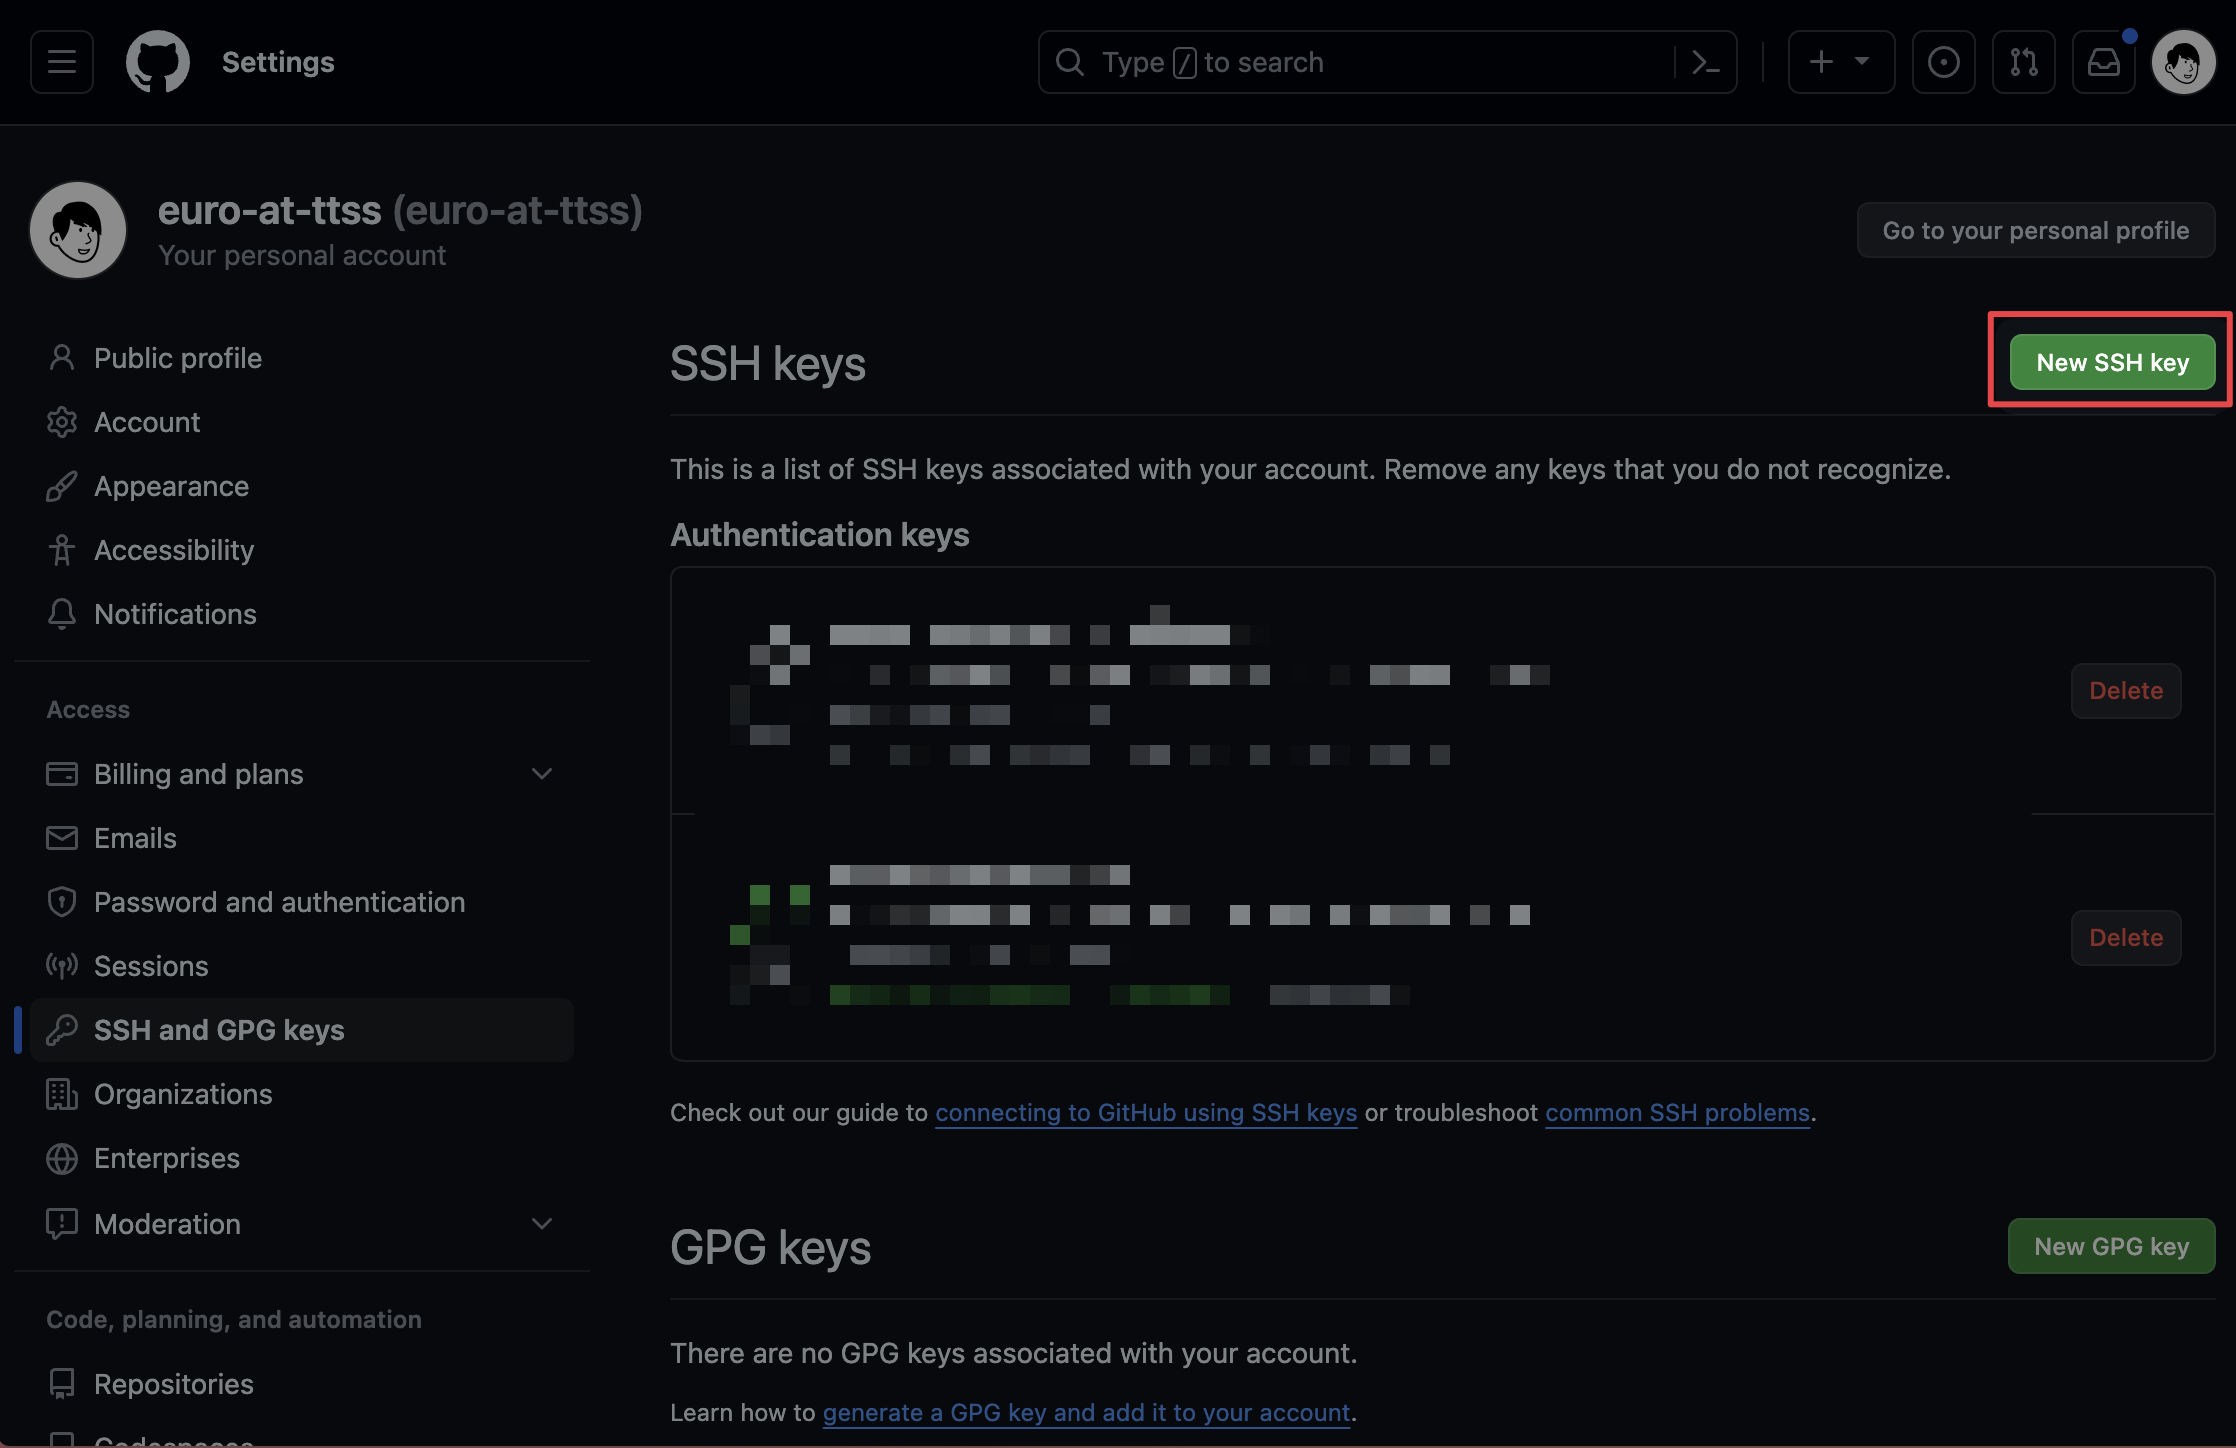 Settings
Type / to search
euro-at-ttss (euro-at-ttss)
Your personal account
Go to your personal profile
Public profile
Account
Appearance
Accessibility
Notifications
Access
Billing and plans
Emails
Password and authentication
Sessions
SSH and GPG keys
Organizations
Enterprises
Moderation
Code, planning, and automation
Repositories
Codespaces
SSH keys
New SSH key
This is a list of SSH keys associated with your account. Remove any keys that you do not recognize.
Authentication keys
Delete
Delete
Check out our guide to connecting to GitHub using SSH keys or troubleshoot common SSH problems.
GPG keys
New GPG key
There are no GPG keys associated with your account.
Learn how to generate a GPG key and add it to your account.